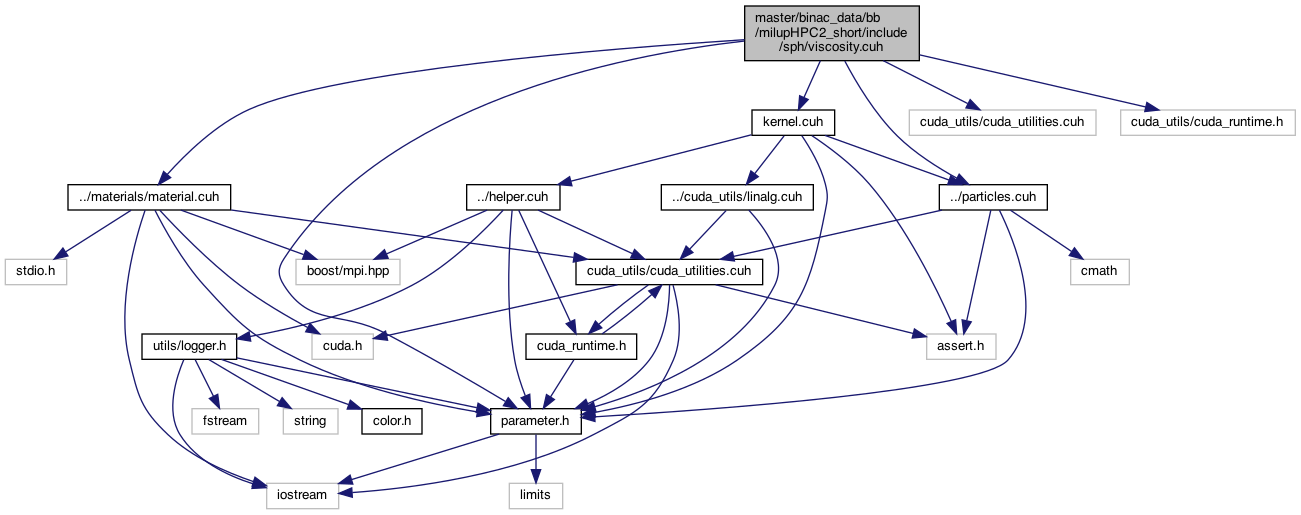 master/binac_data/bb
/milupHPC2_short/include
/sph/viscosity.cuh
kernel.cuh
cuda_utils/cuda_utilities.cuh
cuda_utils/cuda_runtime.h
../materials/material.cuh
../helper.cuh
../cuda_utils/linalg.cuh
../particles.cuh
stdio.h
boost/mpi.hpp
cuda_utils/cuda_utilities.cuh
cmath
utils/logger.h
cuda.h
cuda_runtime.h
assert.h
fstream
string
color.h
parameter.h
iostream
limits